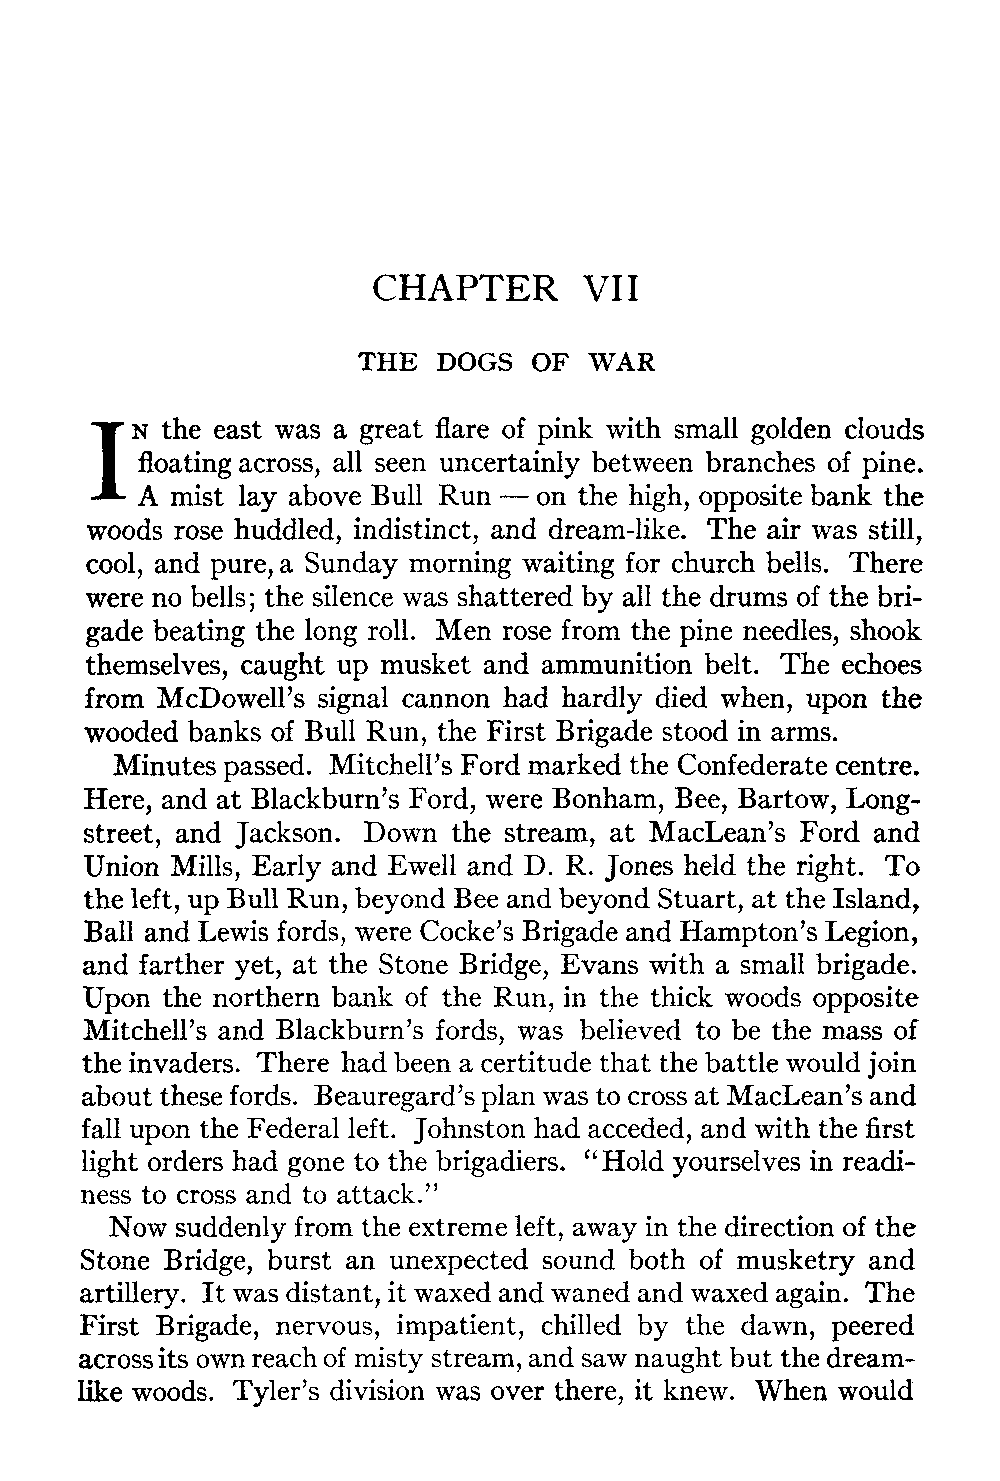 CHAPTER VII
THE DOGS OF WAR
IN the east was a great flare of pink with small golden clouds
floating across, all seen uncertainly between branches of pine.
A mist lay above Bull Run — on the high, opposite bank the
woods rose huddled, indistinct, and dream-like. The air was still,
cool, and pure, a Sunday morning waiting for church bells. There
were no bells; the silence was shattered by all the drums of the bri-
gade beating the long roll. Men rose from the pine needles, shook
themselves, caught up musket and ammunition belt. The echoes
from McDowell's signal cannon had hardly died when, upon the
wooded banks of Bull Run, the First Brigade stood in arms.
Minutes passed. Mitchell's Ford marked the Confederate centre.
Here, and at Blackburn's Ford, were Bonham, Bee, Bartow, Long-
street, and Jackson. Down the stream, at MacLean's Ford and
Union Mills, Early and Ewell and D. R. Jones held the right. To
the left, up Bull Run, beyond Bee and beyond Stuart, at the Island,
Ball and Lewis fords, were Cocke's Brigade and Hampton's Legion,
and farther yet, at the Stone Bridge, Evans with a small brigade.
Upon the northern bank of the Run, in the thick woods opposite
Mitchell's and Blackburn's fords, was believed to be the mass of
the invaders. There had been a certitude that the battle would join
about these fords. Beauregard's plan was to cross at MacLean's and
fall upon the Federal left. Johnston had acceded, and with the first
light orders had gone to the brigadiers. "Hold yourselves in readi-
ness to cross and to attack."
Now suddenly from the extreme left, away in the direction of the
Stone Bridge, burst an unexpected sound both of musketry and
artillery. It was distant, it waxed and waned and waxed again. The
First Brigade, nervous, impatient, chilled by the dawn, peered
across its own reach of misty stream, and saw naught but the dream-
like woods. Tyler's division was over there, it knew. When would